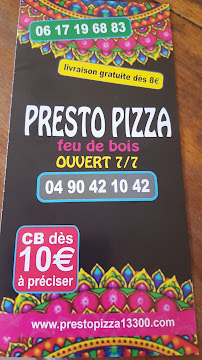 06 17 19 68 83
livraison gratuite dès 8€
PRESTO PIZZA
feu de bois
OUVERT 7/7
04 90 42 10 42
CB dès
10€
à préciser
www.prestopizza13300.com